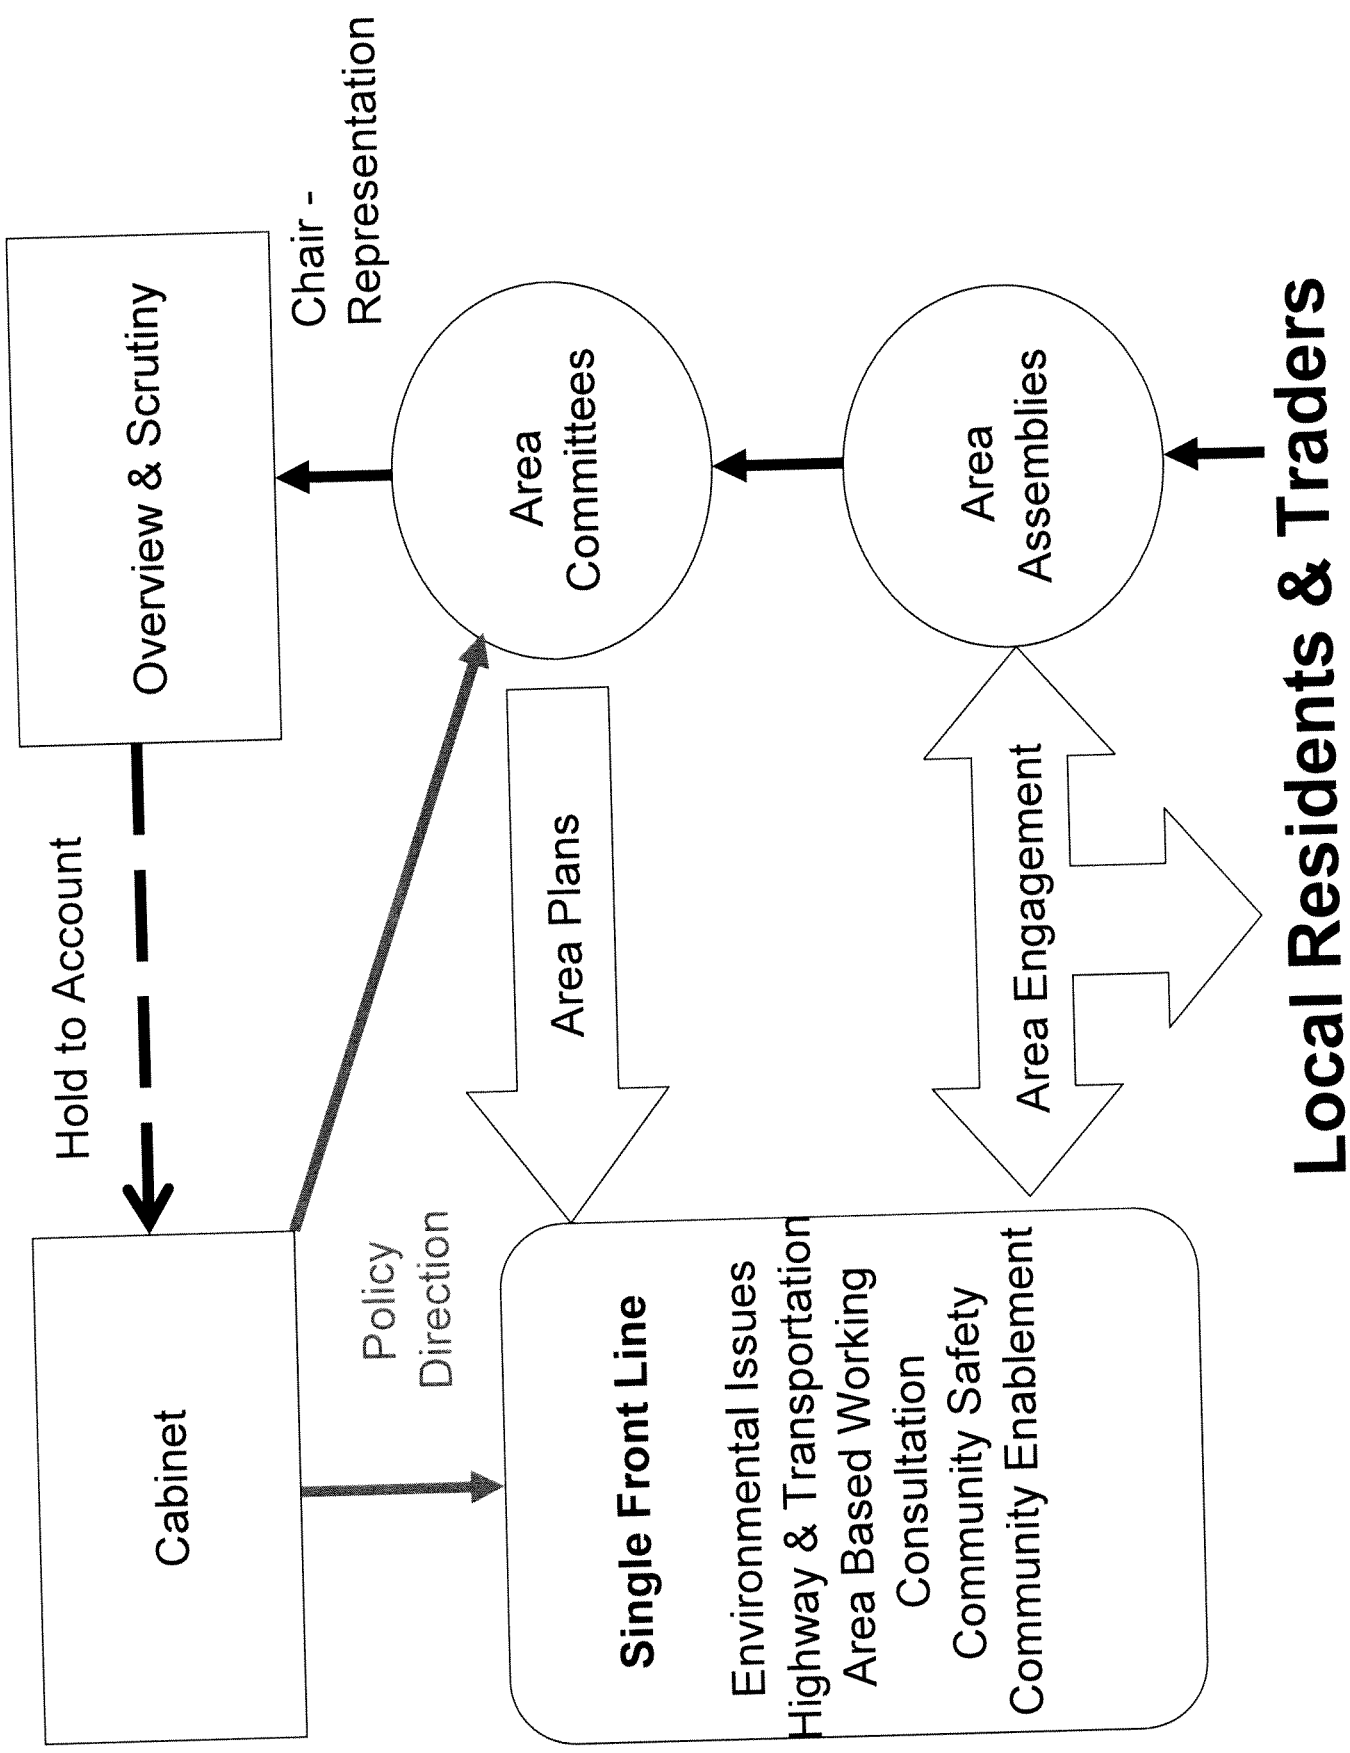 Cabinet
Hold to Account
Overview & Scrutiny
Policy
Direction
Chair -
Representation
Single Front Line
Environmental Issues
Highway & Transportation
Area Based Working
Consultation
Community Safety
Community Enablement
Area Plans
Area
Committees
Area Engagement
Area
Assemblies
Local Residents & Traders